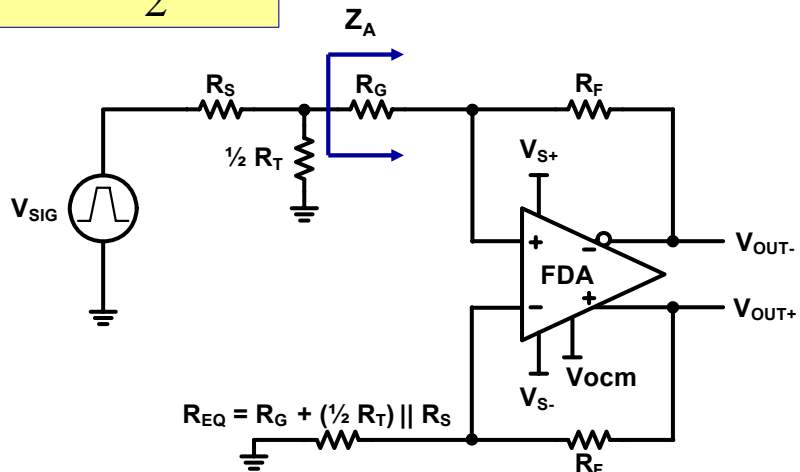 2
Z_A
R_S
R_G
R_F
½ R_T
V_S+
V_SIG
+
−
V_OUT-
FDA
−
+
V_OUT+
Vocm
V_S-
R_EQ = R_G + (½ R_T) || R_S
R_F